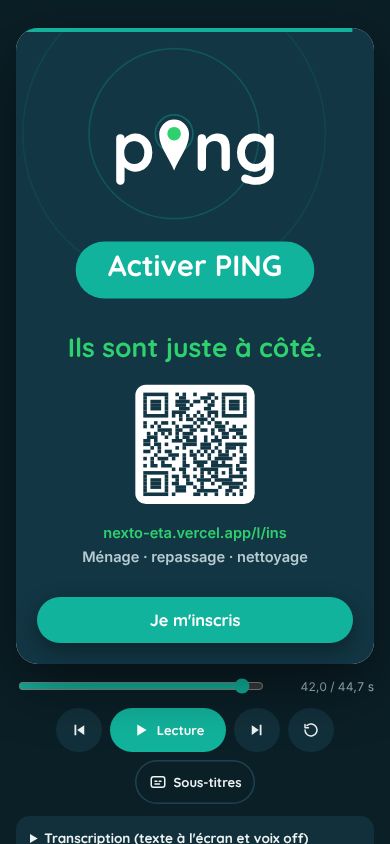 ping
Activer PING
Ils sont juste à côté.
nexto-eta.vercel.app/l/ins
Ménage · repassage · nettoyage
Je m'inscris
42,0 / 44,7 s
Lecture
Sous-titres
Transcription (texte à l'écran et voix off)